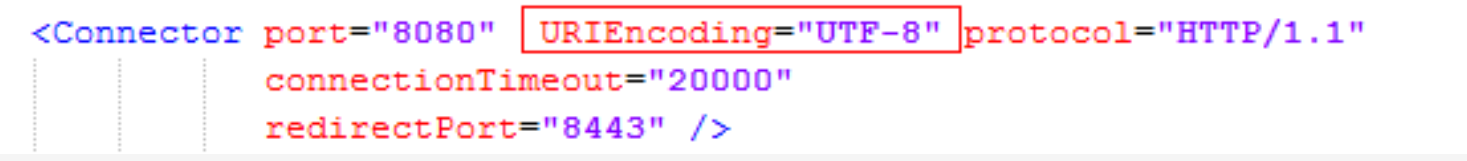 <Connector port="8080" URIEncoding="UTF-8" protocol="HTTP/1.1"
connectionTimeout="20000"
redirectPort="8443" />